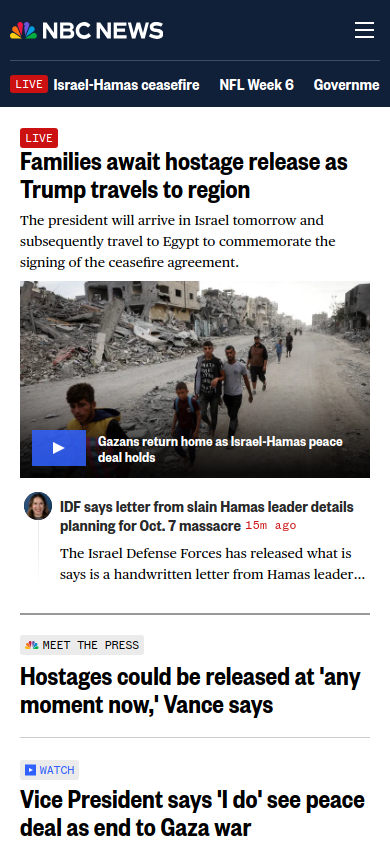 NBC NEWS
LIVE Israel-Hamas ceasefire NFL Week 6 Governme
LIVE
Families await hostage release as
Trump travels to region
The president will arrive in Israel tomorrow and
subsequently travel to Egypt to commemorate the
signing of the ceasefire agreement.
Gazans return home as Israel-Hamas peace
deal holds
IDF says letter from slain Hamas leader details
planning for Oct. 7 massacre 15m ago
The Israel Defense Forces has released what is
says is a handwritten letter from Hamas leader...
MEET THE PRESS
Hostages could be released at 'any
moment now,' Vance says
WATCH
Vice President says 'I do' see peace
deal as end to Gaza war